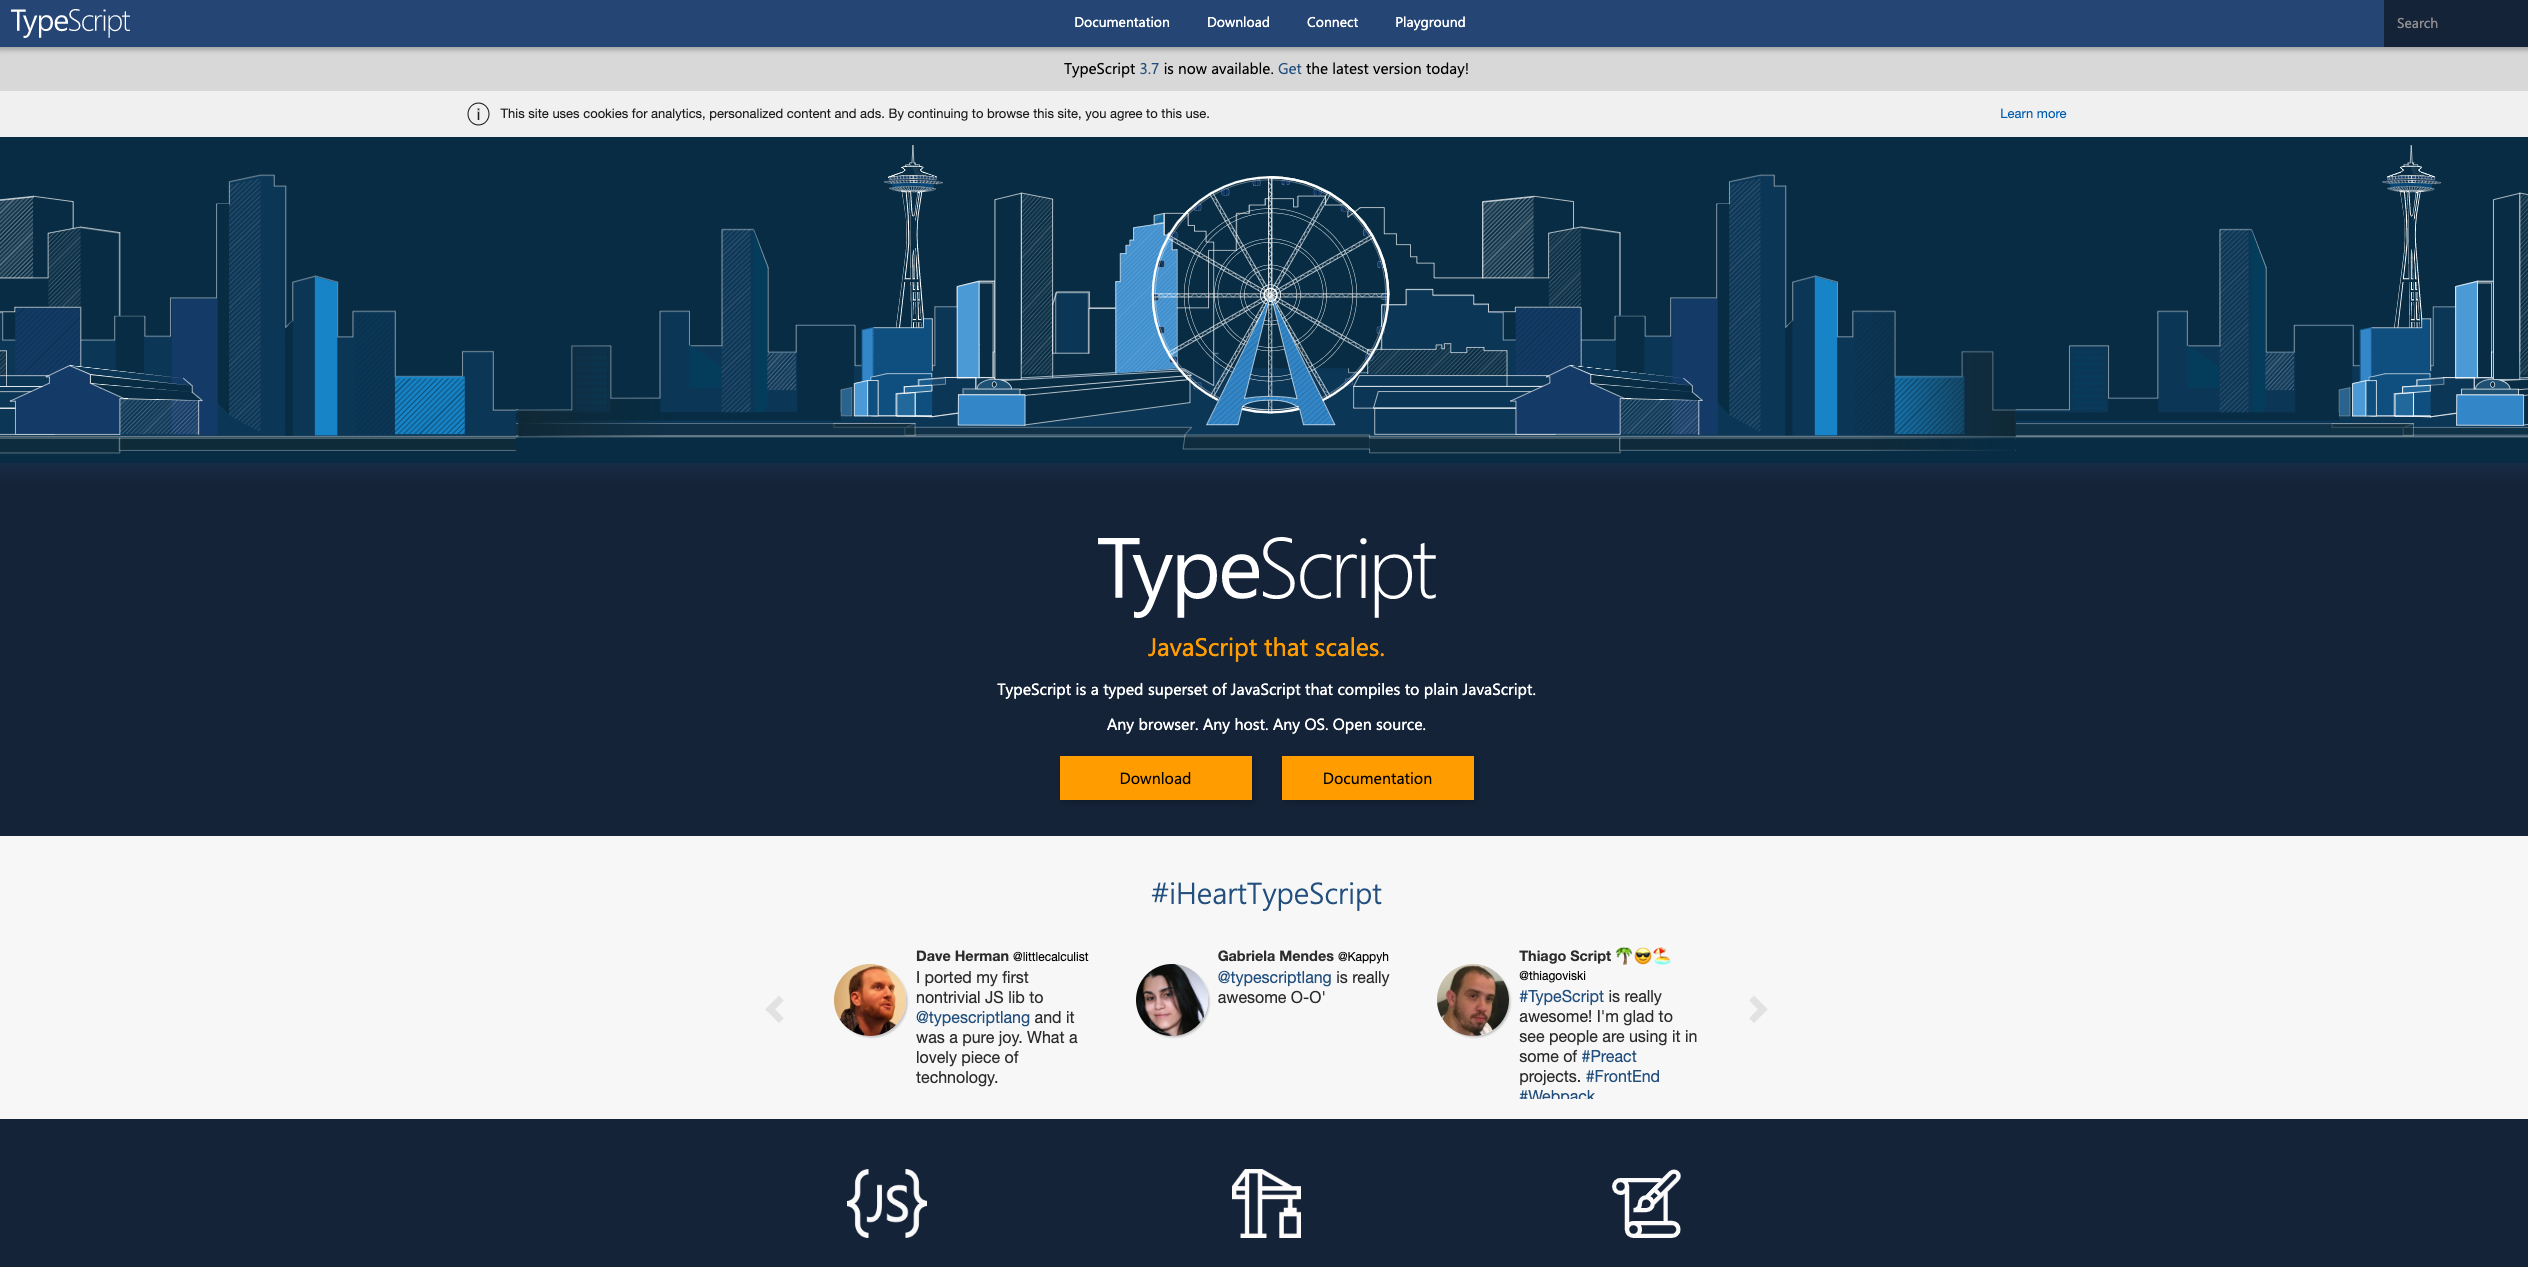 TypeScript
Documentation Download Connect Playground
Search
TypeScript 3.7 is now available. Get the latest version today!
This site uses cookies for analytics, personalized content and ads. By continuing to browse this site, you agree to this use.
Learn more
TypeScript
JavaScript that scales.
TypeScript is a typed superset of JavaScript that compiles to plain JavaScript.
Any browser. Any host. Any OS. Open source.
Download
Documentation
#iHeartTypeScript
Dave Herman @littlecalculist
I ported my first
nontrivial JS lib to
@typescriptlang and it
was a pure joy. What a
lovely piece of
technology.
Gabriela Mendes @Kappyh
@typescriptlang is really
awesome O-O'
Thiago Script 🌴😎🏖
@thiagoviski
#TypeScript is really
awesome! I'm glad to
see people are using it in
some of #Preact
projects. #FrontEnd
#Webpack
{JS}